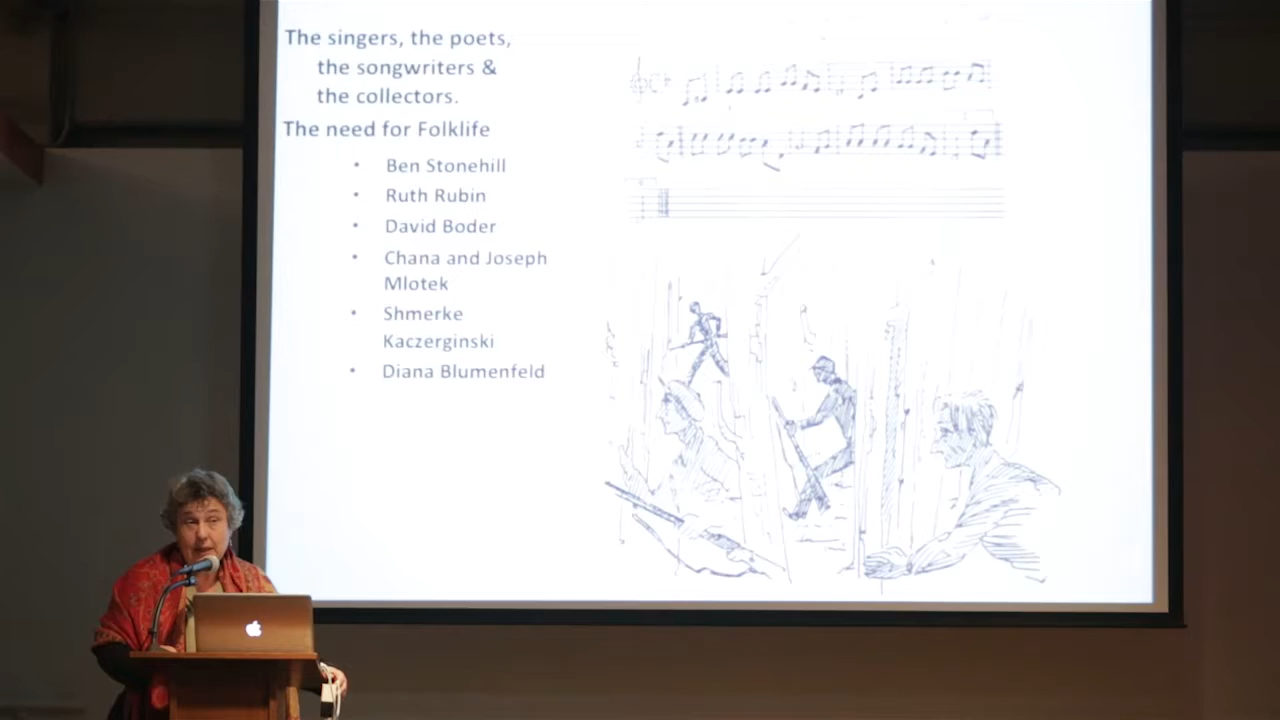 The singers, the poets,
the songwriters &
the collectors.
The need for Folklife
• Ben Stonehill
• Ruth Rubin
• David Boder
• Chana and Joseph
Mlotek
• Shmerke
Kaczerginski
• Diana Blumenfeld